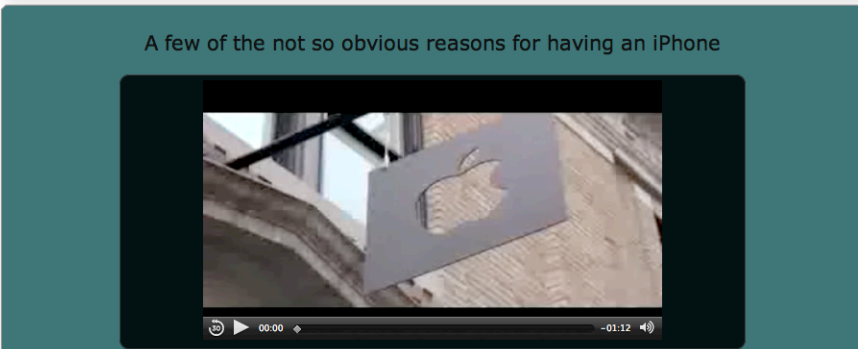 A few of the not so obvious reasons for having an iPhone
30 00:00 -01:12